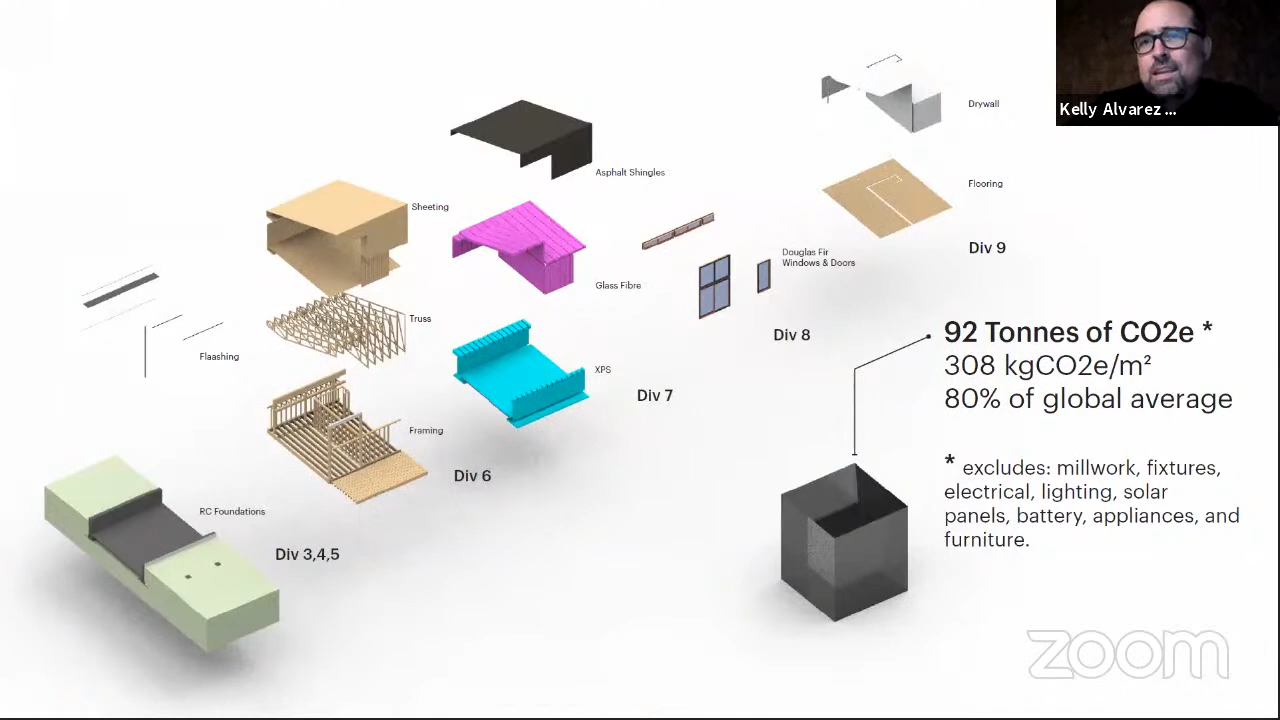 Kelly Alvarez ...
Drywall
Asphalt Shingles
Flooring
Sheeting
Div 9
Douglas Fir
Windows & Doors
Glass Fibre
Truss
Div 8
92 Tonnes of CO2e *
308 kgCO2e/m²
80% of global average
Flaashing
XPS
Div 7
Framing
Div 6
* excludes: millwork, fixtures,
electrical, lighting, solar
panels, battery, appliances, and
furniture.
RC Foundations
Div 3,4,5
zoom